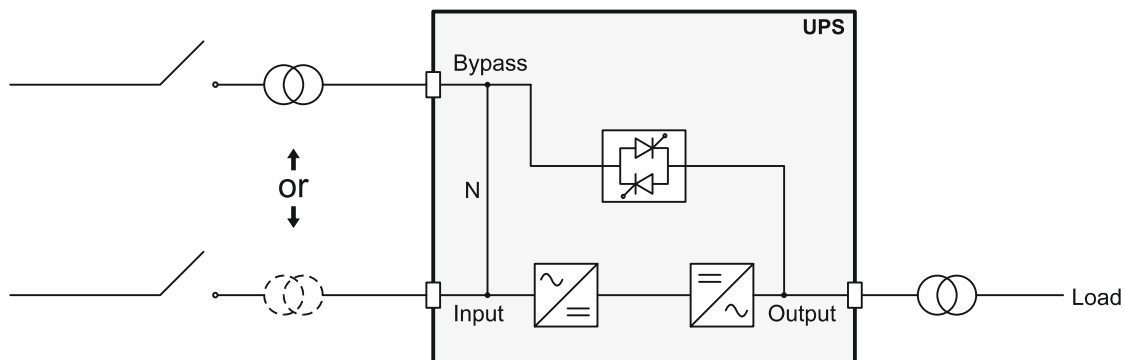 UPS
Bypass
or
N
Input
Output
Load